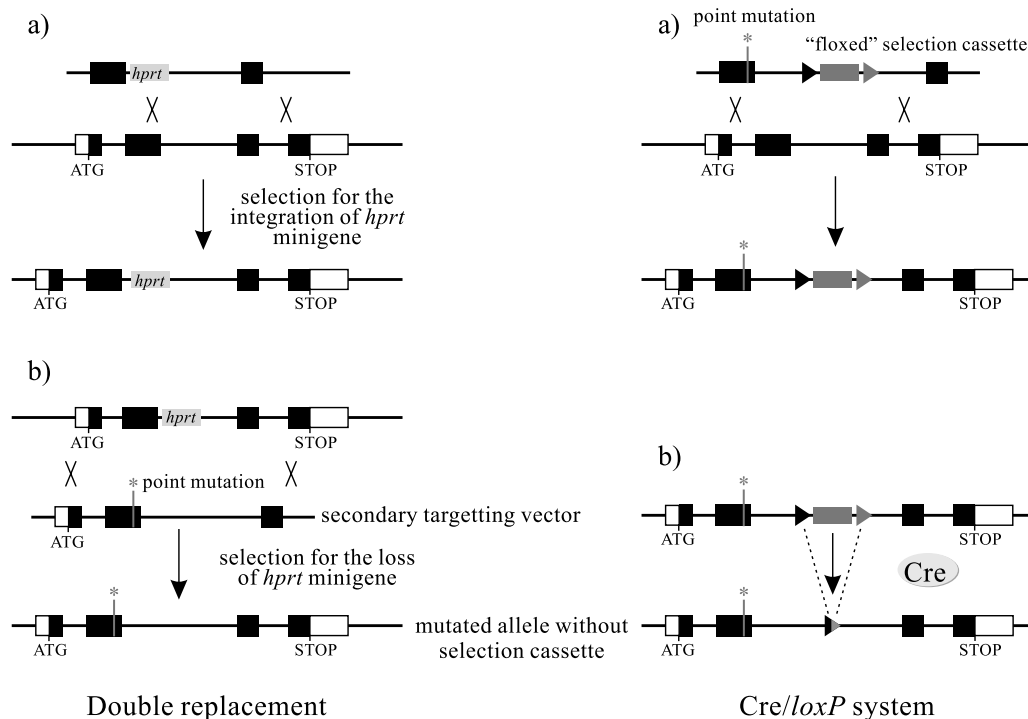 a)
hprt
ATG
STOP
selection for the
integration of hprt
minigene
hprt
ATG
STOP
b)
hprt
ATG
STOP
* point mutation
secondary targetting vector
ATG
selection for the loss
of hprt minigene
*
mutated allele without
selection cassette
ATG
STOP
Double replacement
a)
point mutation
*
“floxed” selection cassette
ATG
STOP
*
ATG
STOP
b)
*
ATG
STOP
Cre
*
ATG
STOP
Cre/loxP system